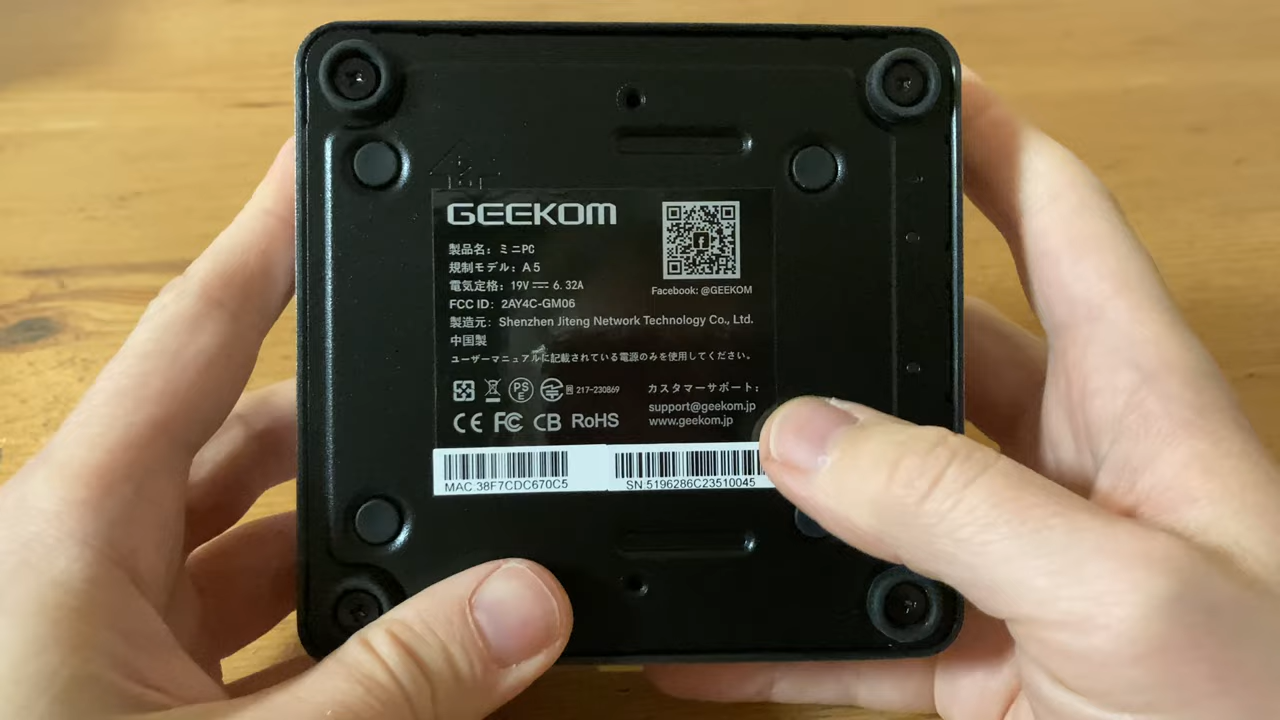 GEEKOM
製品名：ミニPC
規制モデル：A5
電気定格：19V ⎓ 6.32A
FCC ID：2AY4C-GM06
製造元：Shenzhen Jiteng Network Technology Co., Ltd.
中国製
ユーザーマニュアルに記載されている電源のみを使用してください。
Facebook: @GEEKOM
PS E
217-230869
CE FC CB RoHS
カスタマーサポート：
support@geekom.jp
www.geekom.jp
MAC:38F7CDC670C5
SN:5196286C23510045